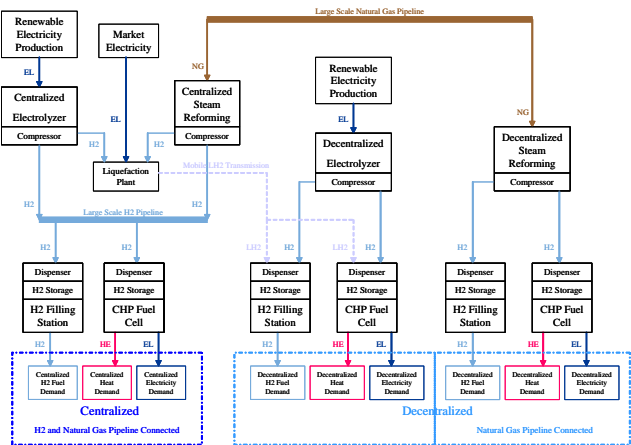 Large Scale Natural Gas Pipeline
Renewable
Electricity
Production
Market
Electricity
NG
EL
Renewable
Electricity
Production
Centralized
Electrolyzer
Compressor
EL
Centralized
Steam
Reforming
Compressor
EL
NG
H2
H2
Decentralized
Electrolyzer
Compressor
Decentralized
Steam
Reforming
Compressor
Liquefaction
Plant
Mobile LH2 Transmission
H2
H2
Large Scale H2 Pipeline
H2
H2
LH2
H2
LH2
H2
H2
H2
Dispenser
H2 Storage
H2 Filling
Station
Dispenser
H2 Storage
CHP Fuel
Cell
Dispenser
H2 Storage
H2 Filling
Station
Dispenser
H2 Storage
CHP Fuel
Cell
Dispenser
H2 Storage
H2 Filling
Station
Dispenser
H2 Storage
CHP Fuel
Cell
H2
HE
EL
H2
HE
EL
H2
HE
EL
Centralized
H2 Fuel
Demand
Centralized
Heat
Demand
Centralized
Electricity
Demand
Decentralized
H2 Fuel
Demand
Decentralized
Heat
Demand
Decentralized
Electricity
Demand
Decentralized
H2 Fuel
Demand
Decentralized
Heat
Demand
Decentralized
Electricity
Demand
Centralized
H2 and Natural Gas Pipeline Connected
Decentralized
Natural Gas Pipeline Connected